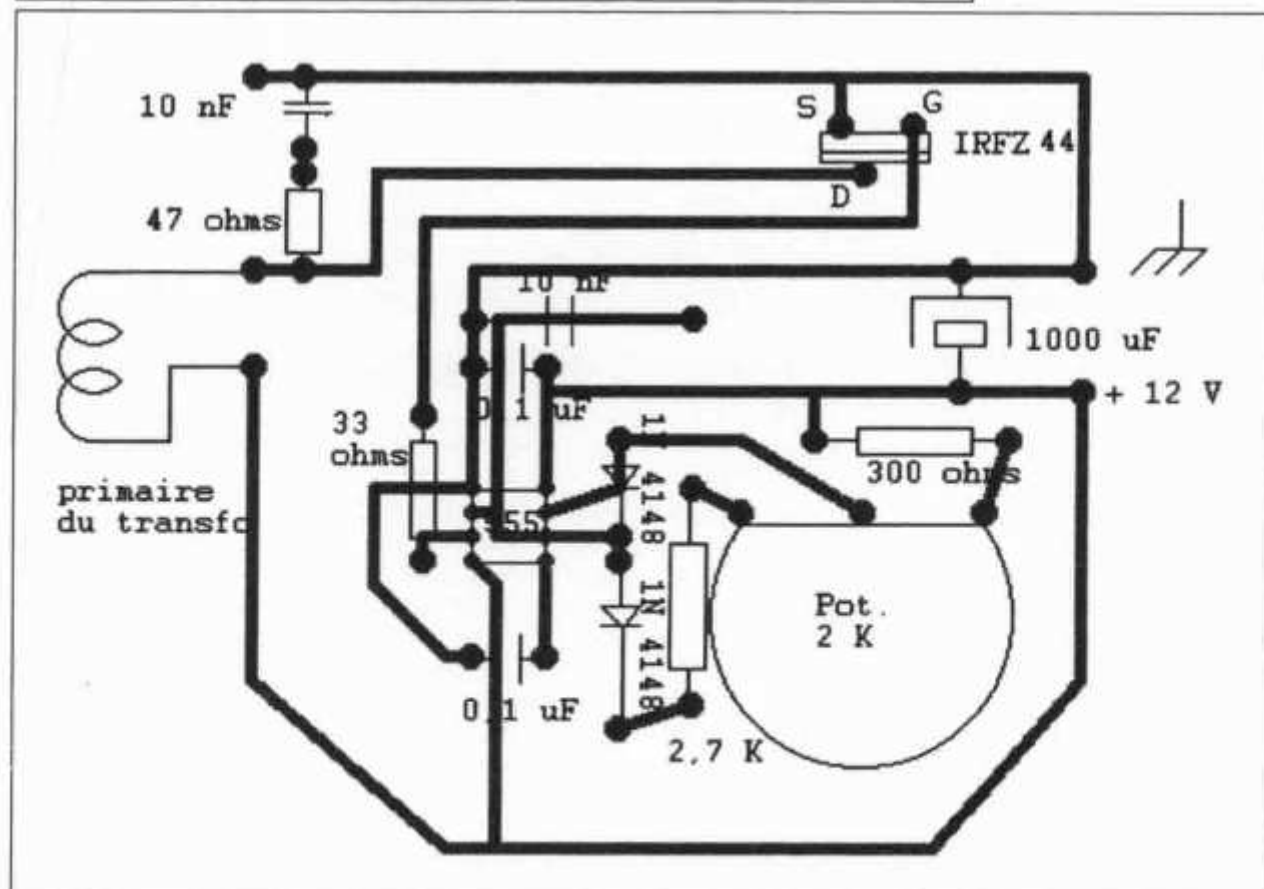 10 nF
S
G
IRFZ 44
D
47 ohms
10 nF
1000 uF
+ 12 V
0,1 uF
33
ohms
1N 4148
300 ohms
primaire
du transfo
555
1N 4148
Pot.
2 K
0,1 uF
2,7 K